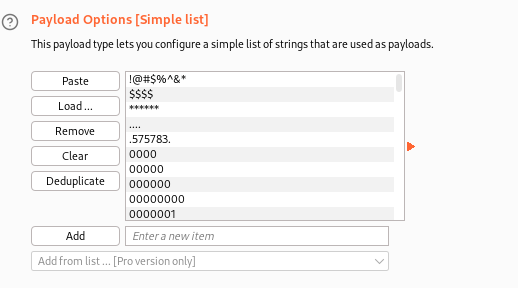 Payload Options [Simple list]
This payload type lets you configure a simple list of strings that are used as payloads.
Paste
Load ...
Remove
Clear
Deduplicate
!@#$%^&*
$$$$
******
....
.575783.
0000
00000
000000
00000000
0000001
Add
Enter a new item
Add from list ... [Pro version only]